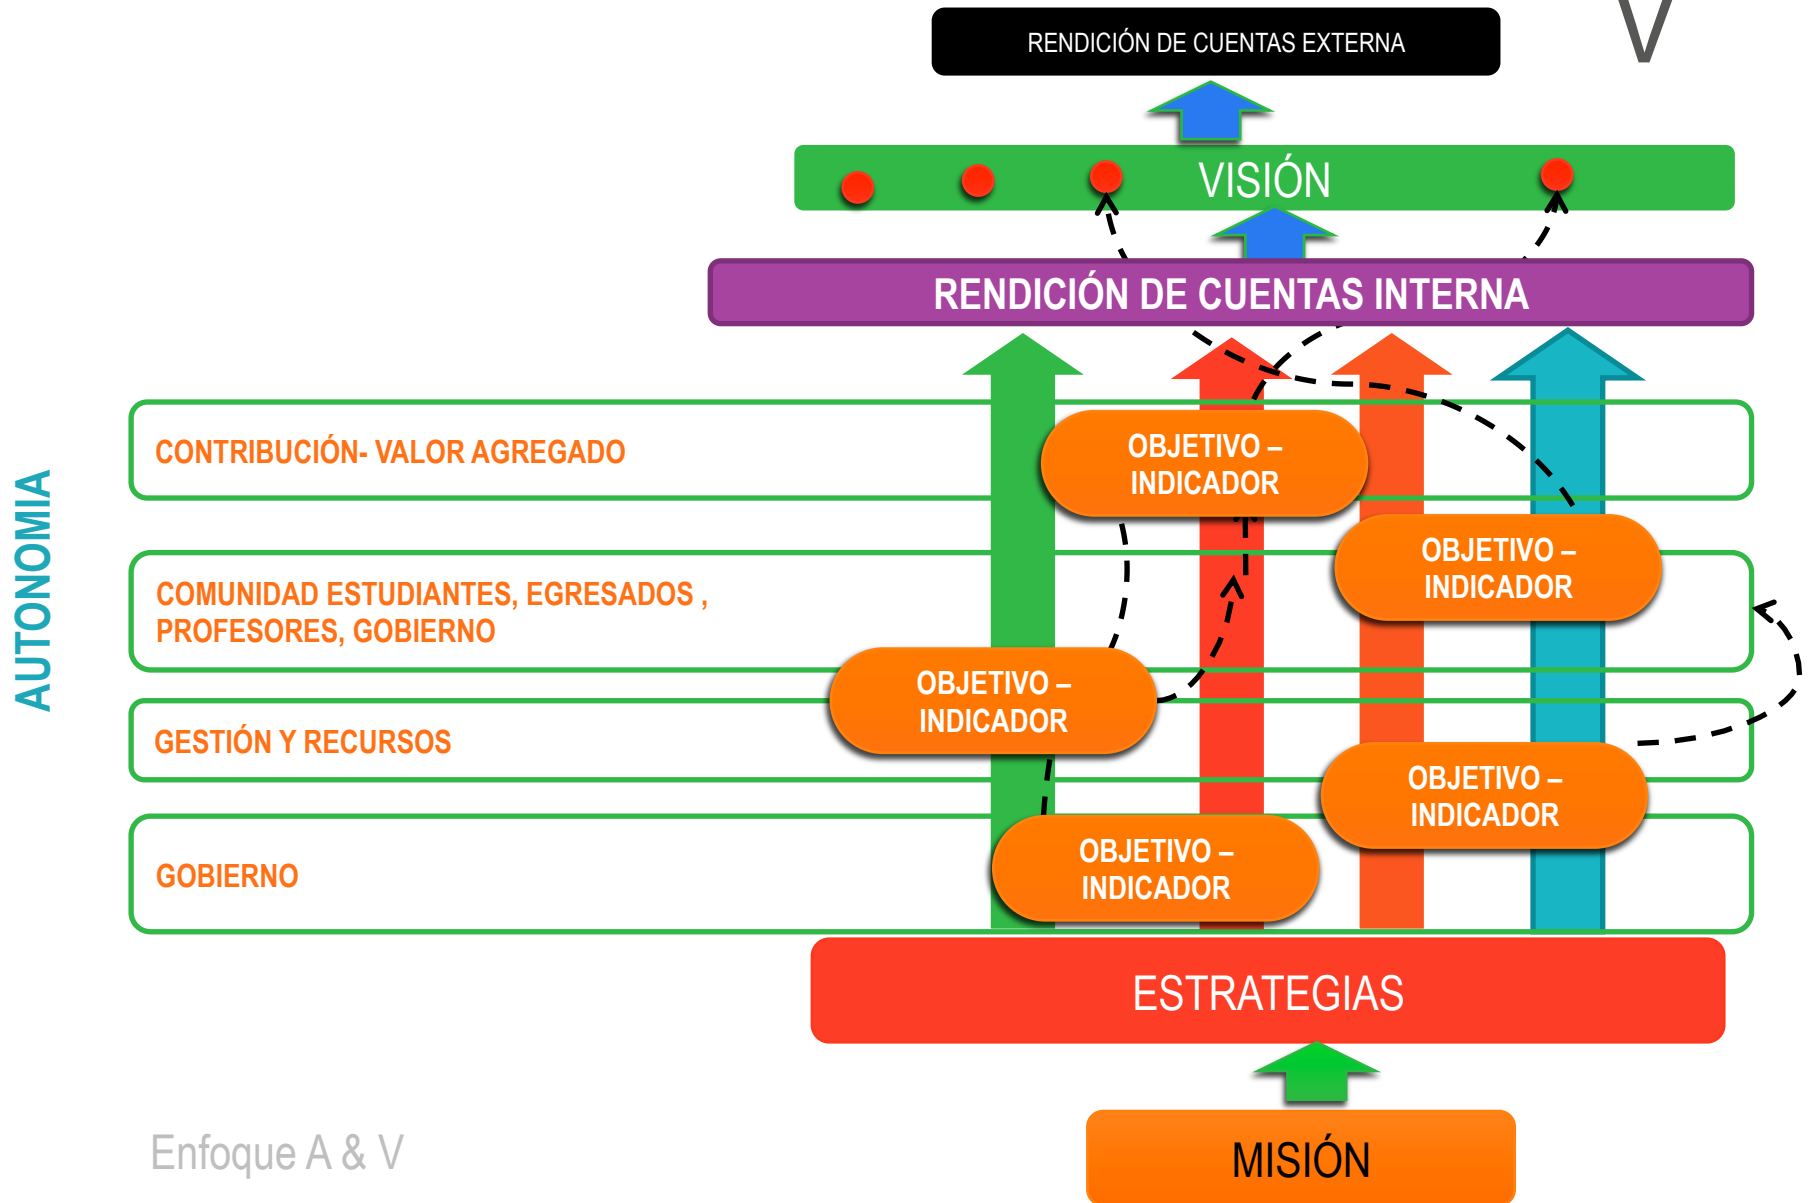 V
RENDICIÓN DE CUENTAS EXTERNA
VISIÓN
RENDICIÓN DE CUENTAS INTERNA
AUTONOMIA
CONTRIBUCIÓN- VALOR AGREGADO
OBJETIVO –
INDICADOR
OBJETIVO –
INDICADOR
COMUNIDAD ESTUDIANTES, EGRESADOS ,
PROFESORES, GOBIERNO
OBJETIVO –
INDICADOR
GESTIÓN Y RECURSOS
OBJETIVO –
INDICADOR
OBJETIVO –
INDICADOR
GOBIERNO
ESTRATEGIAS
MISIÓN
Enfoque A & V